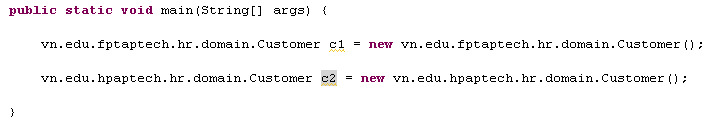 public static void main(String[] args) {
vn.edu.fptaptech.hr.domain.Customer c1 = new vn.edu.fptaptech.hr.domain.Customer();
vn.edu.hpaptech.hr.domain.Customer c2 = new vn.edu.hpaptech.hr.domain.Customer();
}